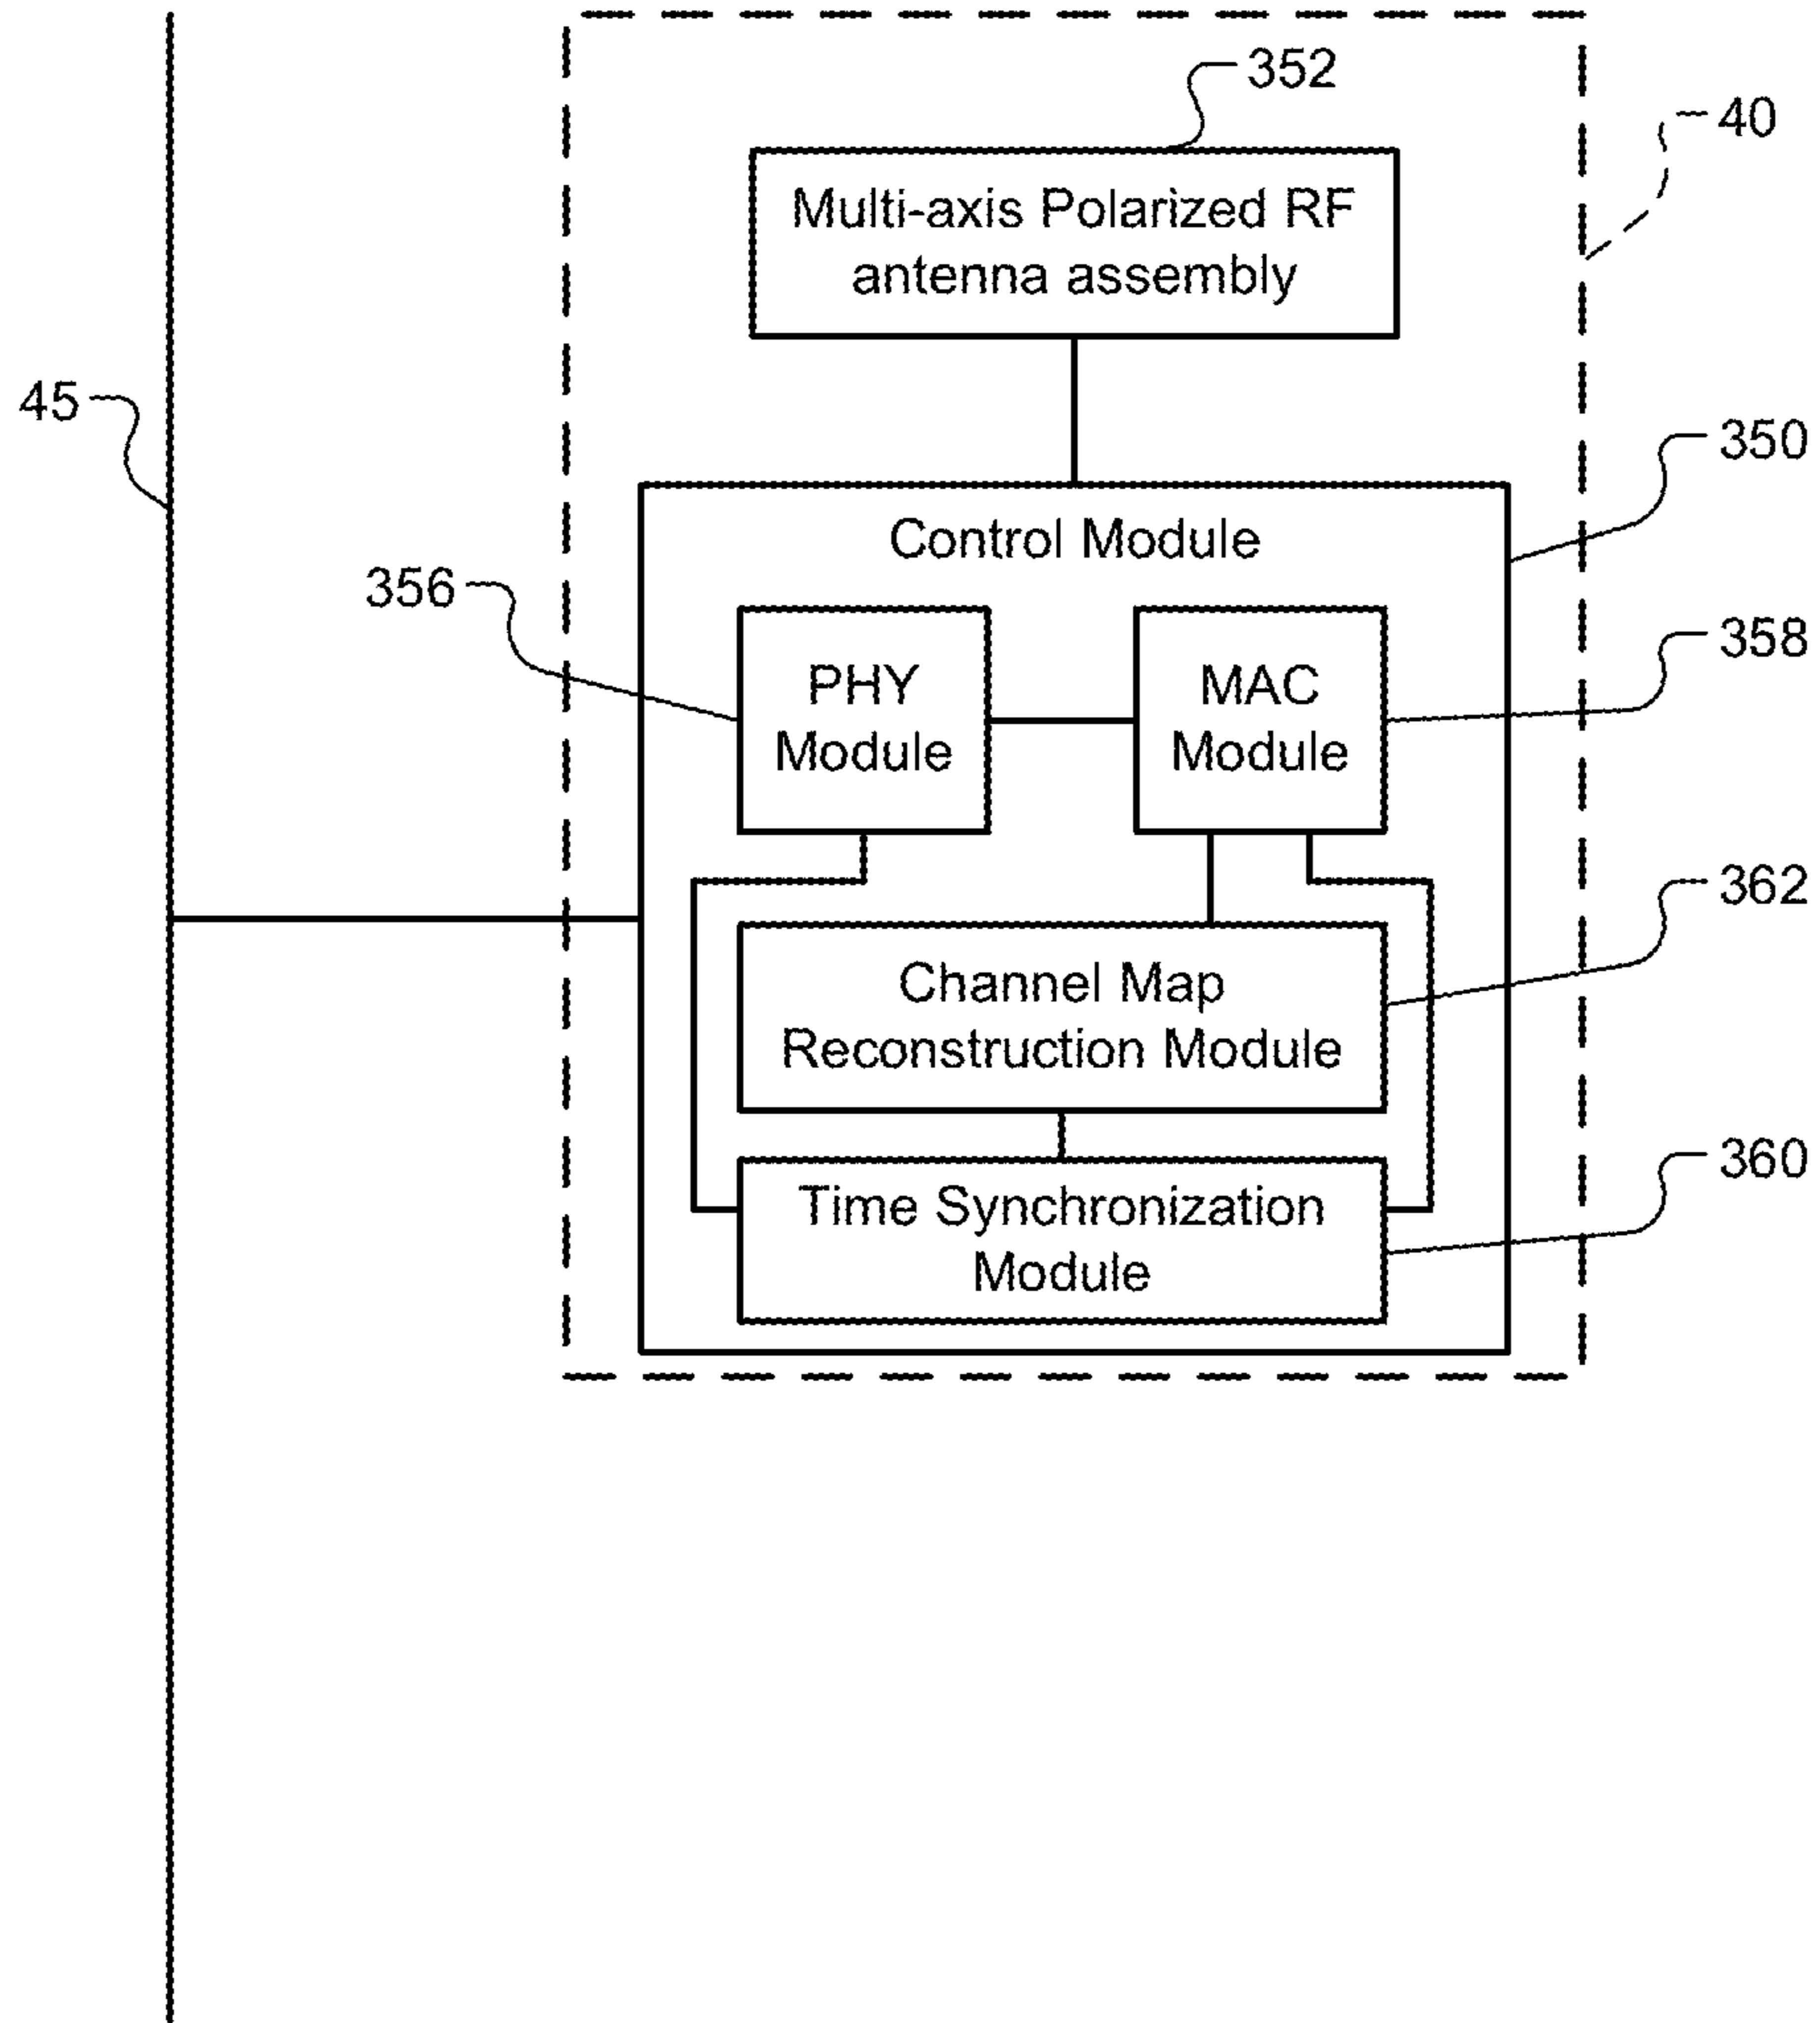 352
40
Multi-axis Polarized RF
antenna assembly
45
350
Control Module
356
358
PHY
Module
MAC
Module
362
Channel Map
Reconstruction Module
360
Time Synchronization
Module